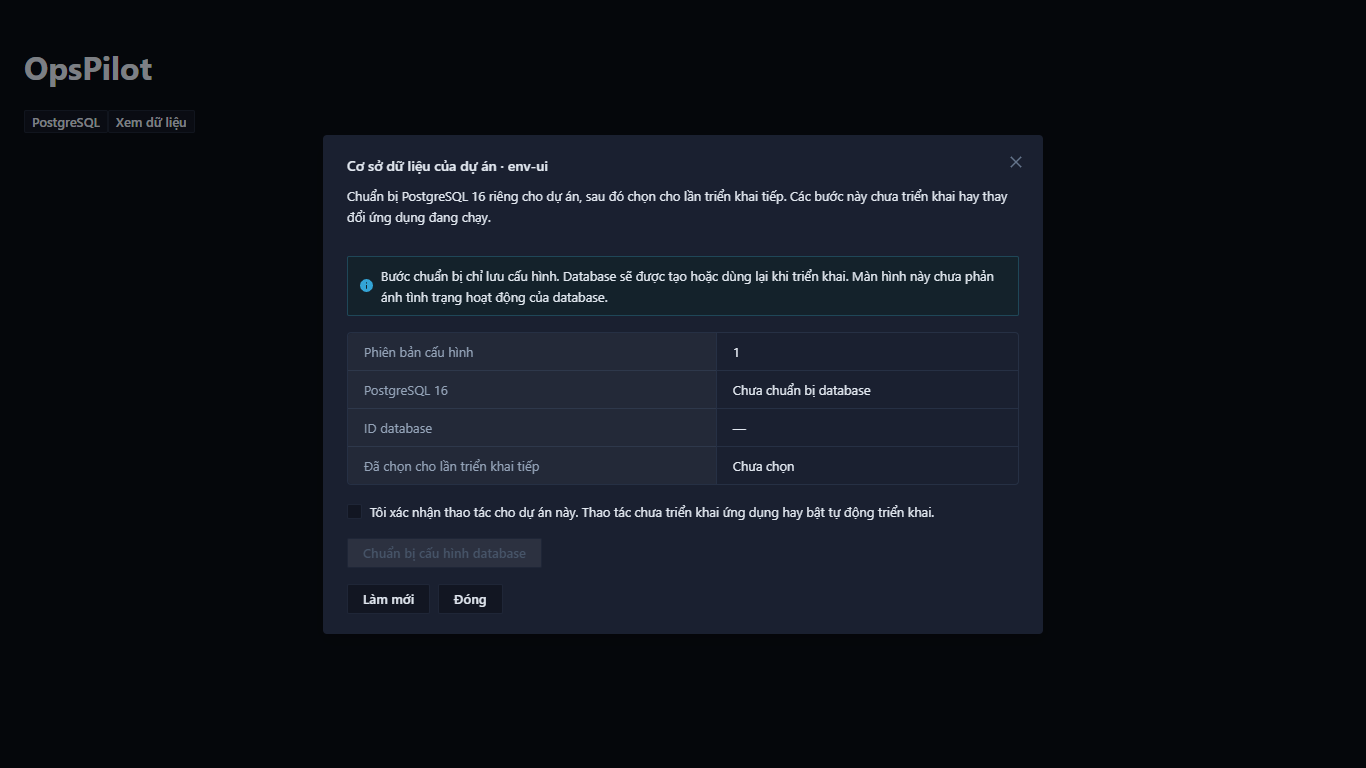 OpsPilot
PostgreSQL
Xem dữ liệu
Cơ sở dữ liệu của dự án · env-ui
Chuẩn bị PostgreSQL 16 riêng cho dự án, sau đó chọn cho lần triển khai tiếp. Các bước này chưa triển khai hay thay
đổi ứng dụng đang chạy.
Bước chuẩn bị chỉ lưu cấu hình. Database sẽ được tạo hoặc dùng lại khi triển khai. Màn hình này chưa phản
ánh tình trạng hoạt động của database.
Phiên bản cấu hình 1
PostgreSQL 16 Chưa chuẩn bị database
ID database —
Đã chọn cho lần triển khai tiếp Chưa chọn
Tôi xác nhận thao tác cho dự án này. Thao tác chưa triển khai ứng dụng hay bật tự động triển khai.
Chuẩn bị cấu hình database
Làm mới
Đóng